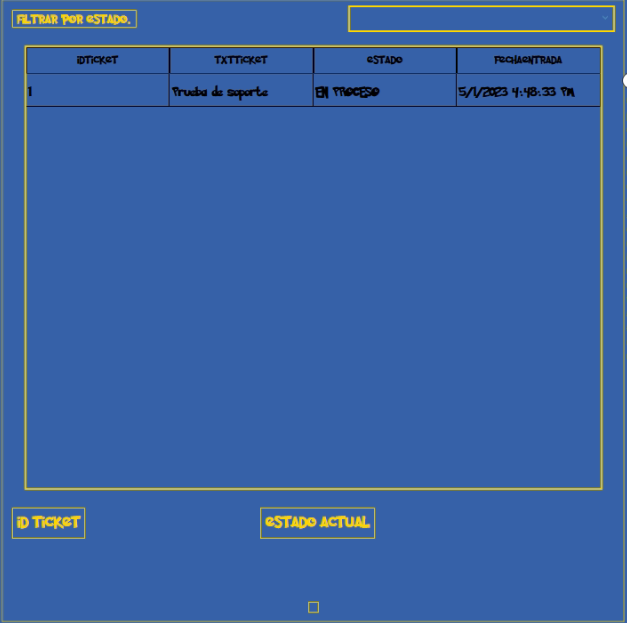 FILTRAR POR ESTADO.
IDTICKET TXTTICKET ESTADO FECHAENTRADA
1 Prueba de soporte EN PROCESO 5/1/2023 4:48:33 PM
ID TICKET ESTADO ACTUAL